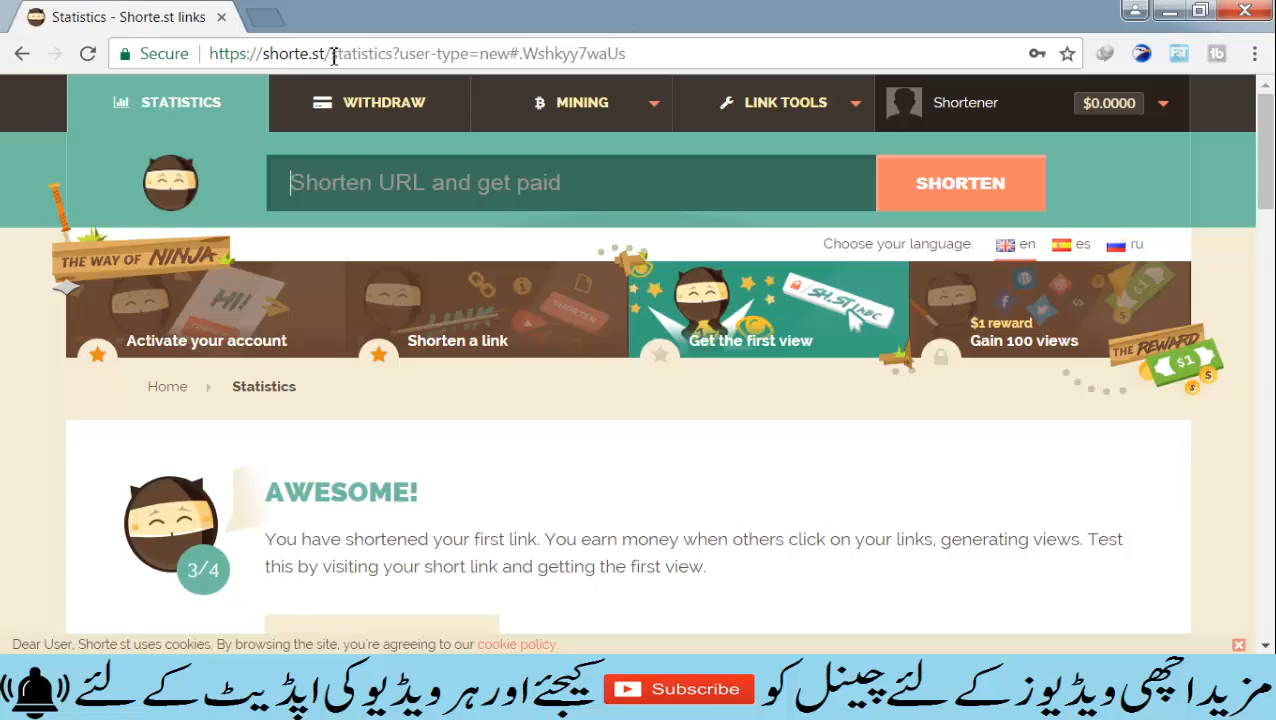 Statistics - Shorte.st links
Secure https://shorte.st/statistics?user-type=new#.Wshkyy7waUs
STATISTICS WITHDRAW MINING LINK TOOLS Shortener $0.0000
Shorten URL and get paid SHORTEN
Choose your language: en es ru
THE WAY OF NINJA
HI!
SHORTEN
SH.ST/ABC
$1 reward
Activate your account Shorten a link Get the first view Gain 100 views
THE REWARD
$1
Home Statistics
AWESOME!
You have shortened your first link. You earn money when others click on your links, generating views. Test
this by visiting your short link and getting the first view.
3/4
Dear User, Shorte.st uses cookies. By browsing the site, you're agreeing to our cookie policy.
مزید اچھی ویڈیوز کے لئے چینل کو Subscribe کیجئے اور ہر ویڈیو کی اپڈیٹ کے لئے